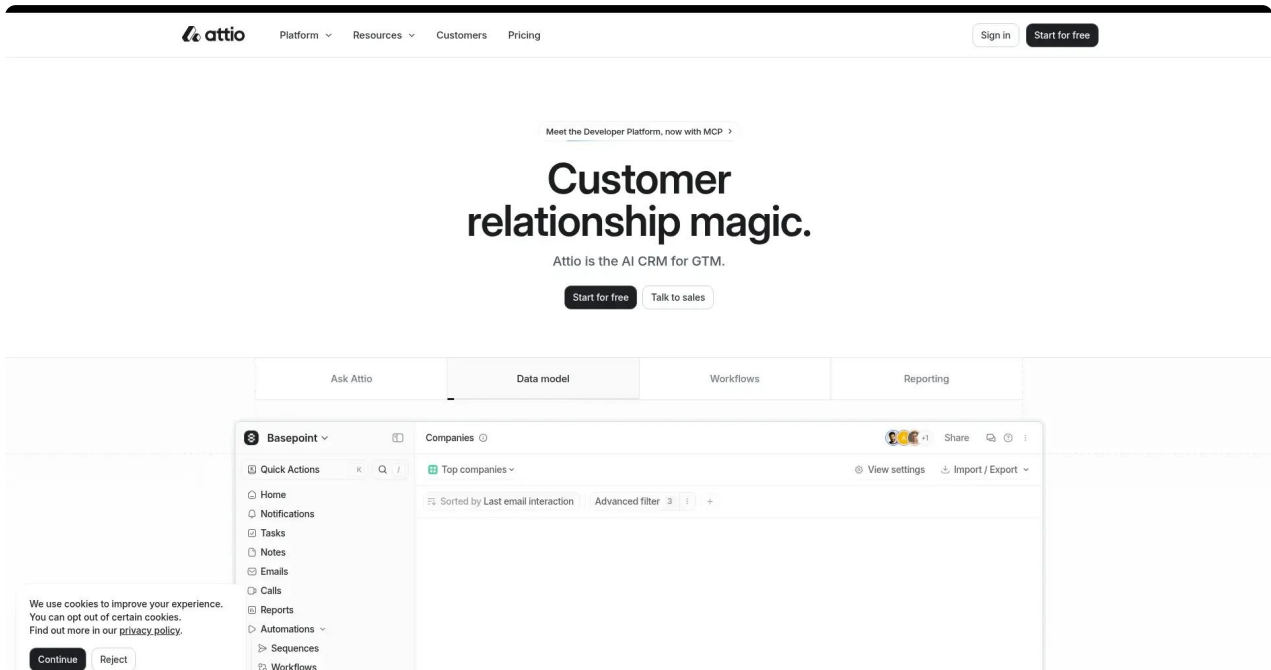 attio
Platform
Resources
Customers
Pricing
Sign in
Start for free
Meet the Developer Platform, now with MCP
Customer
relationship magic.
Attio is the AI CRM for GTM.
Start for free
Talk to sales
Ask Attio
Data model
Workflows
Reporting
Basepoint
Companies
+1
Share
Quick Actions
K
/
Top companies
View settings
Import / Export
Sorted by Last email interaction
Advanced filter 3
+
Home
Notifications
Tasks
Notes
Emails
Calls
Reports
Automations
Sequences
Workflows
We use cookies to improve your experience.
You can opt out of certain cookies.
Find out more in our privacy policy.
Continue
Reject